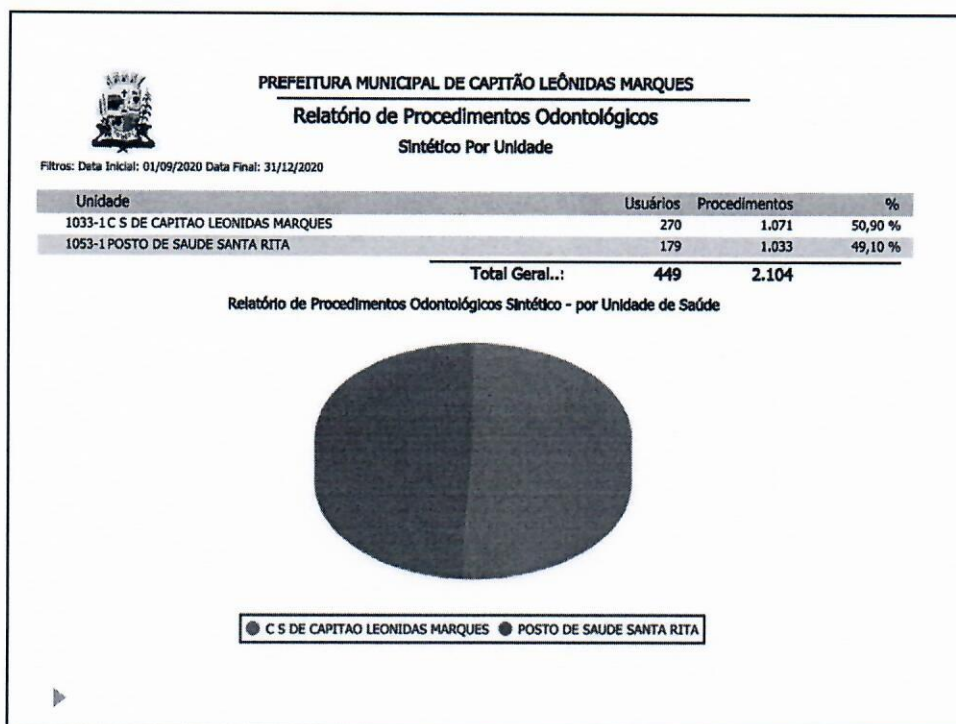 PREFEITURA MUNICIPAL DE CAPITÃO LEÔNIDAS MARQUES
Relatório de Procedimentos Odontológicos
Sintético Por Unidade
Filtros: Data Inicial: 01/09/2020 Data Final: 31/12/2020
Unidade Usuários Procedimentos %
1033-1 C S DE CAPITAO LEONIDAS MARQUES 270 1.071 50,90 %
1053-1 POSTO DE SAUDE SANTA RITA 179 1.033 49,10 %
Total Geral..: 449 2.104
Relatório de Procedimentos Odontológicos Sintético - por Unidade de Saúde
C S DE CAPITAO LEONIDAS MARQUES POSTO DE SAUDE SANTA RITA